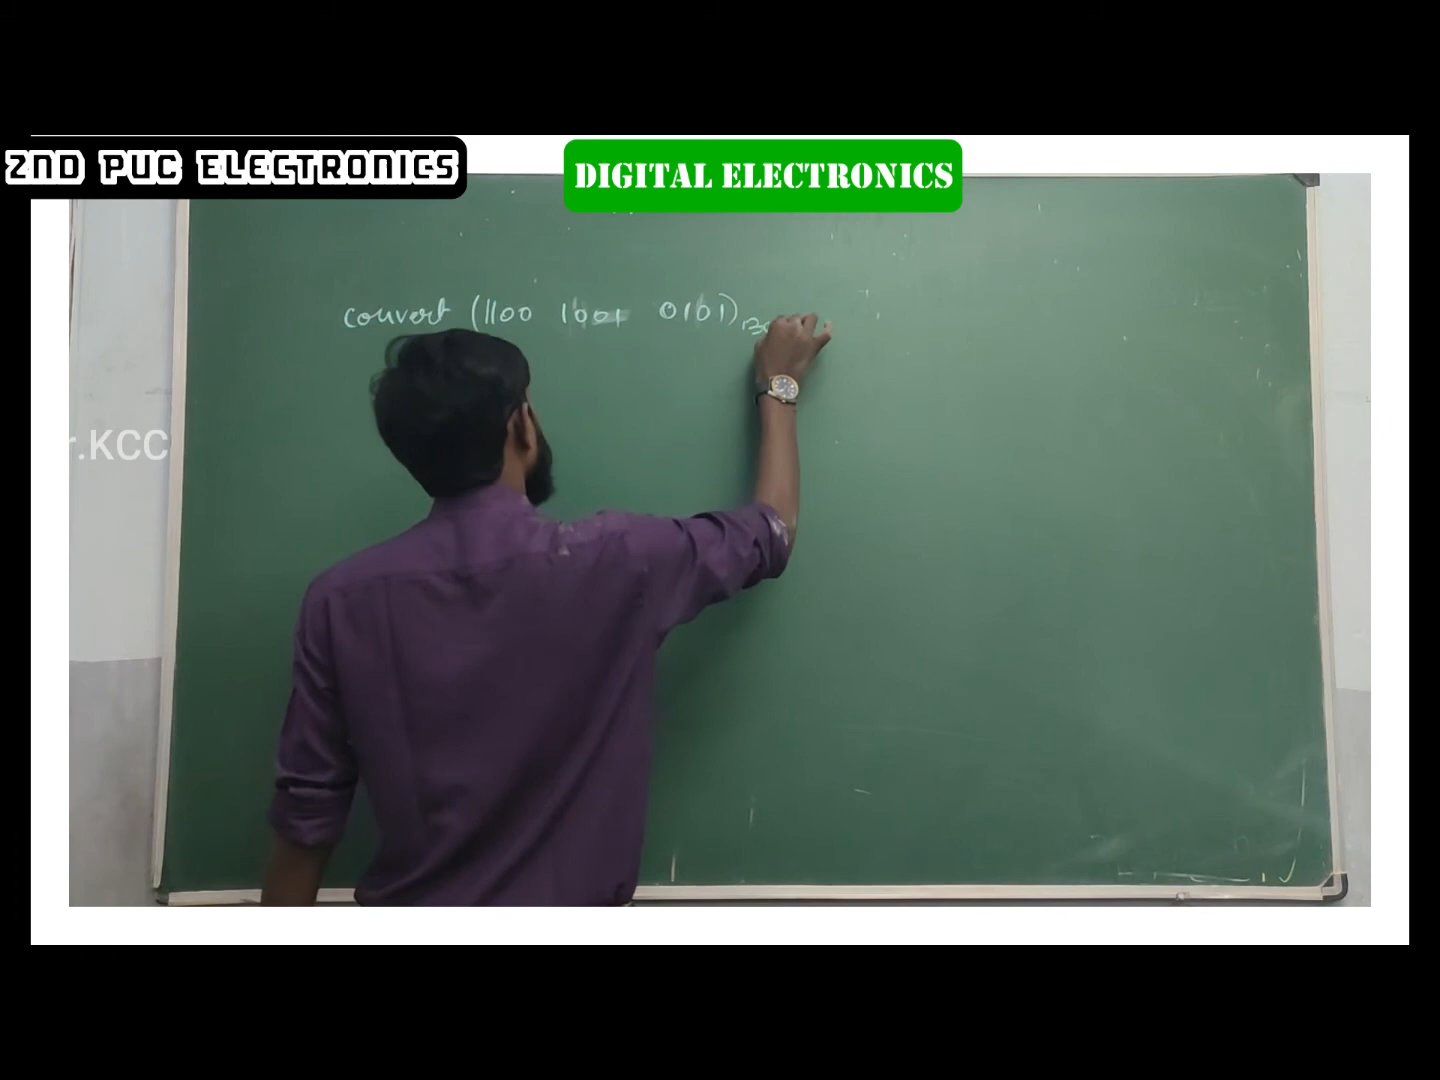 2ND PUC ELECTRONICS
DIGITAL ELECTRONICS
convert (1100 1001 0101)
r.KCC